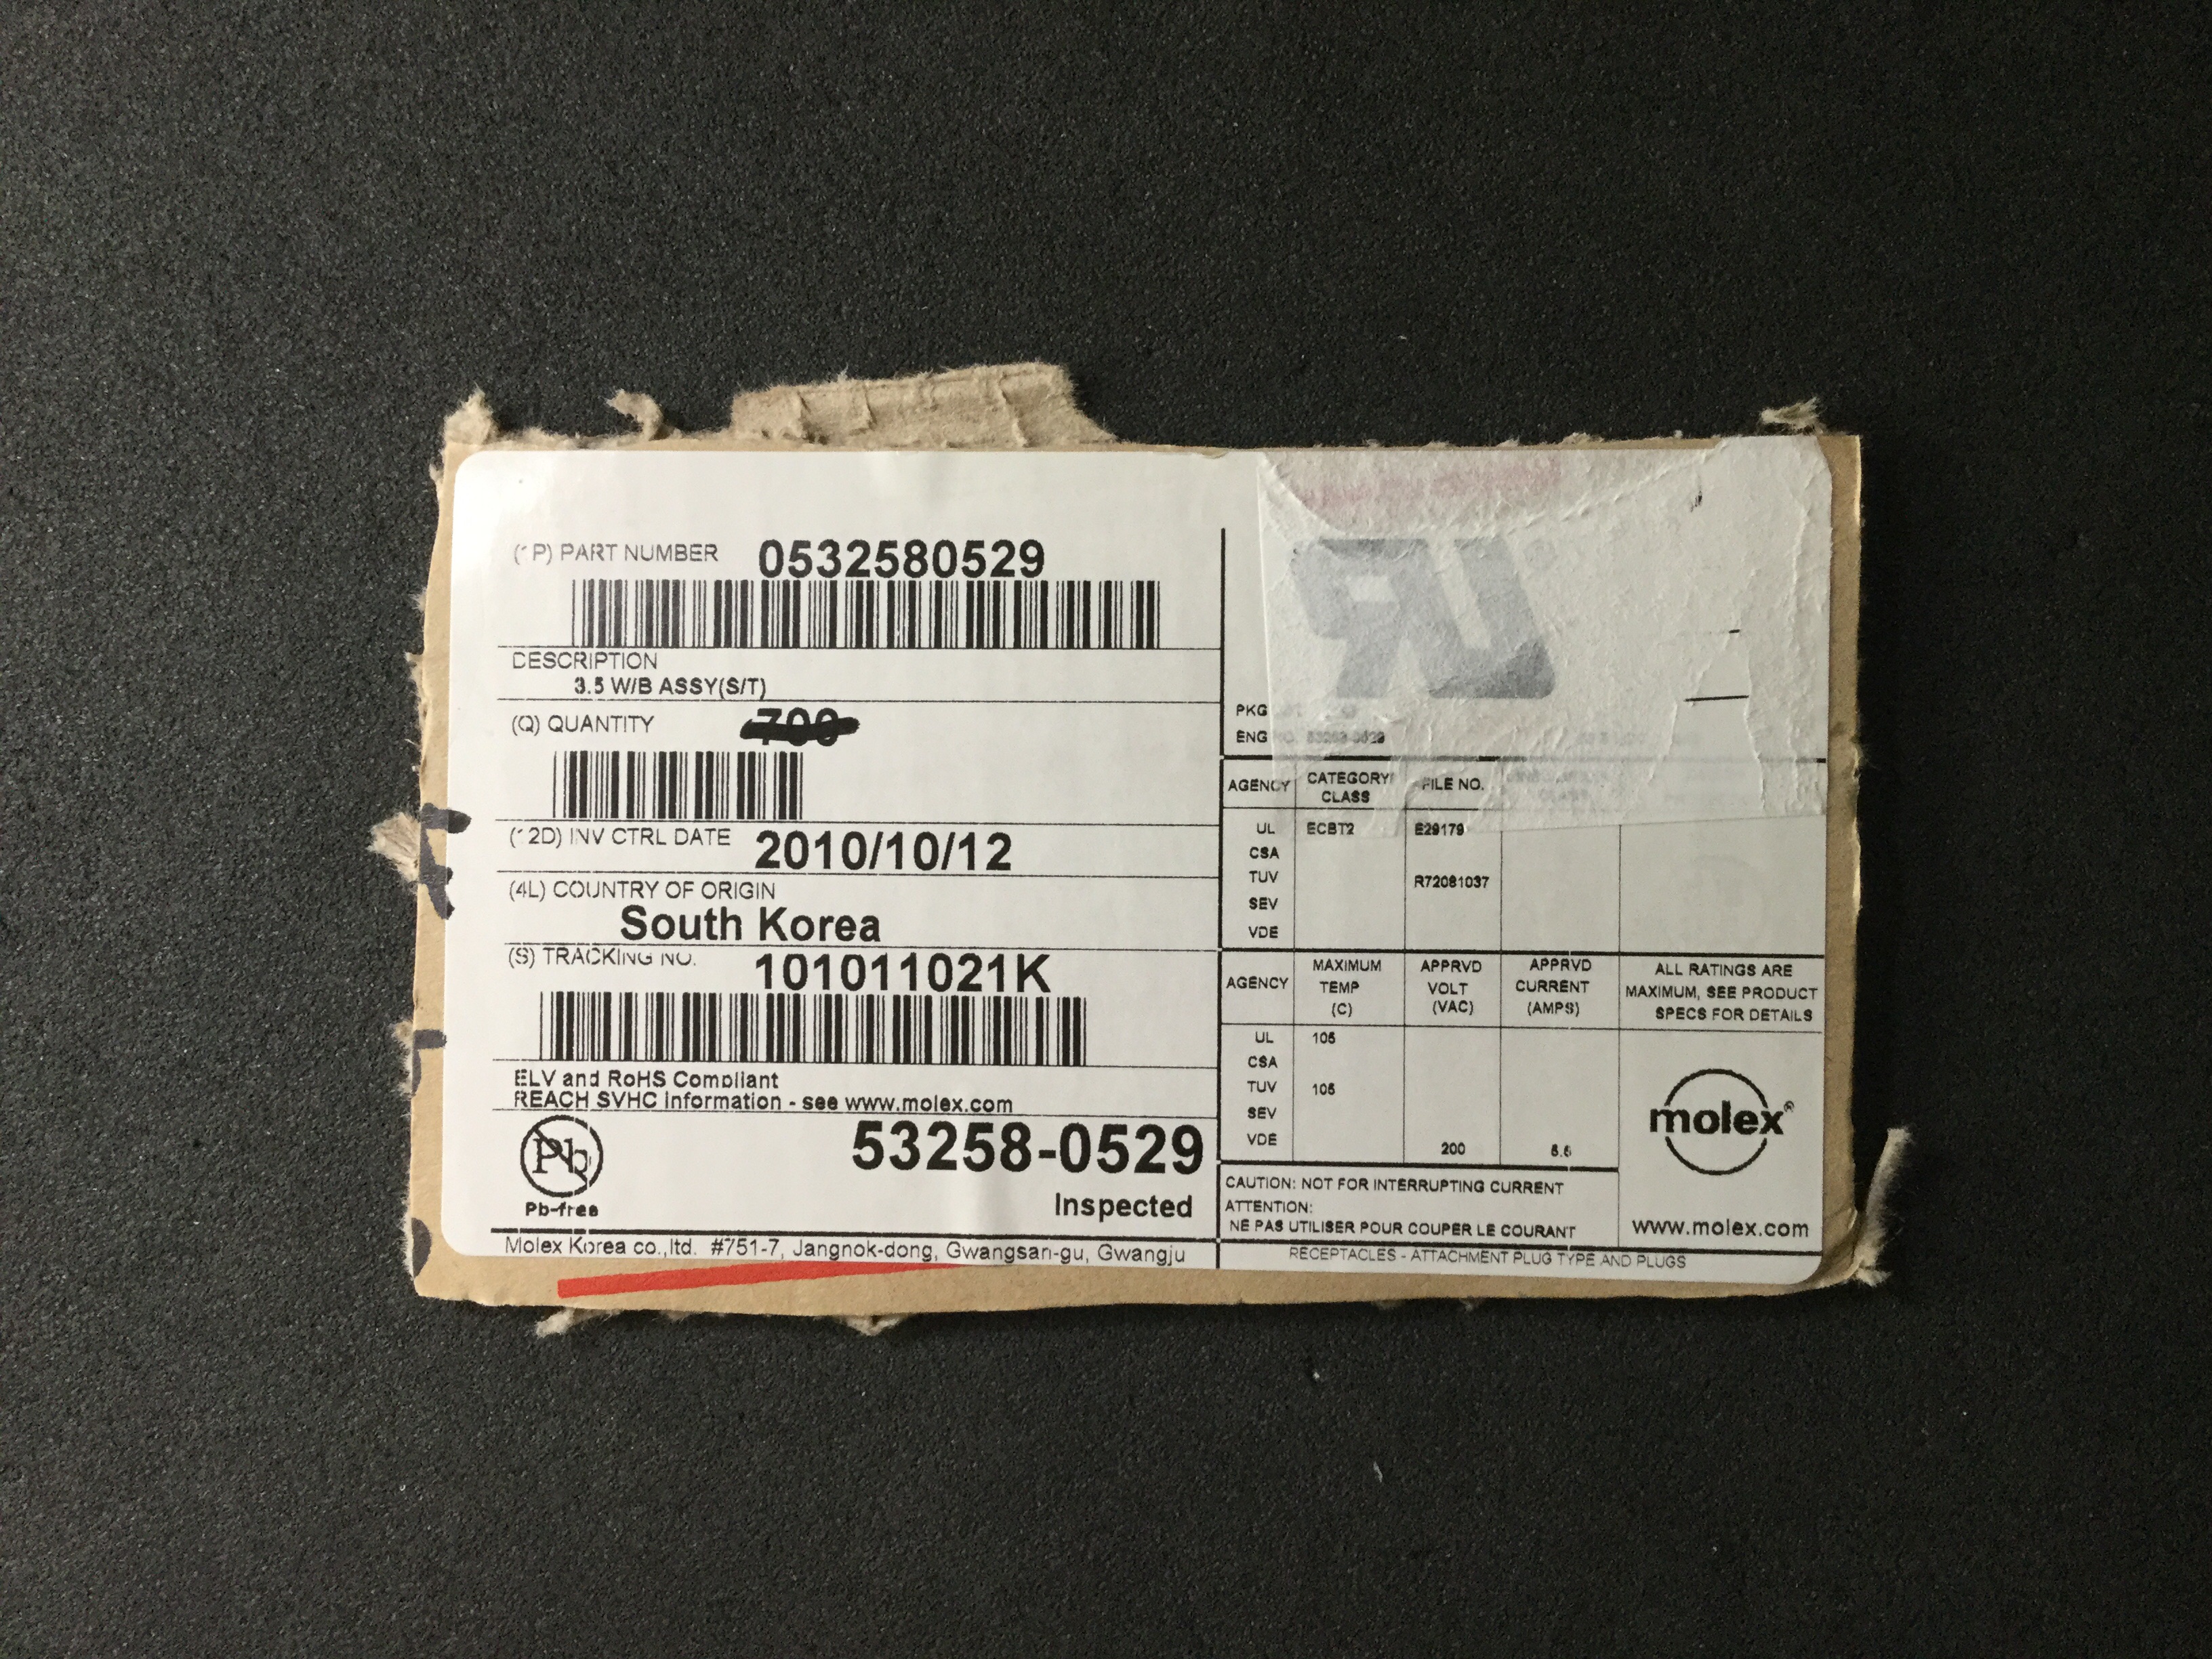 (1P) PART NUMBER 0532580529
DESCRIPTION
3.5 W/B ASSY(S/T)
(Q) QUANTITY 700
(12D) INV CTRL DATE 2010/10/12
(4L) COUNTRY OF ORIGIN
South Korea
(S) TRACKING NO. 101011021K
ELV and RoHS Compliant
REACH SVHC Information - see www.molex.com
Pb
Pb-free
53258-0529
Inspected
Molex Korea co.,ltd. #751-7, Jangnok-dong, Gwangsan-gu, Gwangju
UR
PKG
ENG NO. 53258-0529
AGENCY CATEGORY/ FILE NO.
CLASS
UL ECBT2 E29179
CSA
TUV R72081037
SEV
VDE
AGENCY MAXIMUM TEMP (C) APPRVD VOLT (VAC) APPRVD CURRENT (AMPS)
ALL RATINGS ARE
MAXIMUM, SEE PRODUCT
SPECS FOR DETAILS
UL 105
CSA
TUV 105
SEV
VDE 200
molex®
www.molex.com
CAUTION: NOT FOR INTERRUPTING CURRENT
ATTENTION:
NE PAS UTILISER POUR COUPER LE COURANT
RECEPTACLES - ATTACHMENT PLUG TYPE AND PLUGS